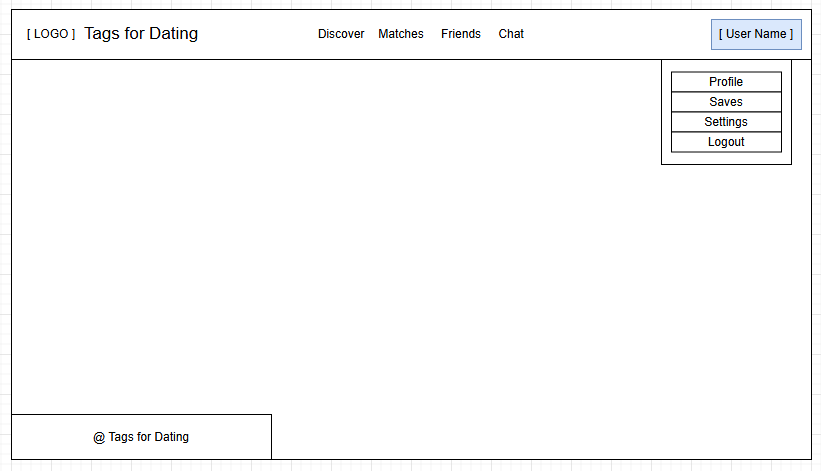 [ LOGO ] Tags for Dating Discover Matches Friends Chat [ User Name ]
Profile
Saves
Settings
Logout
@ Tags for Dating